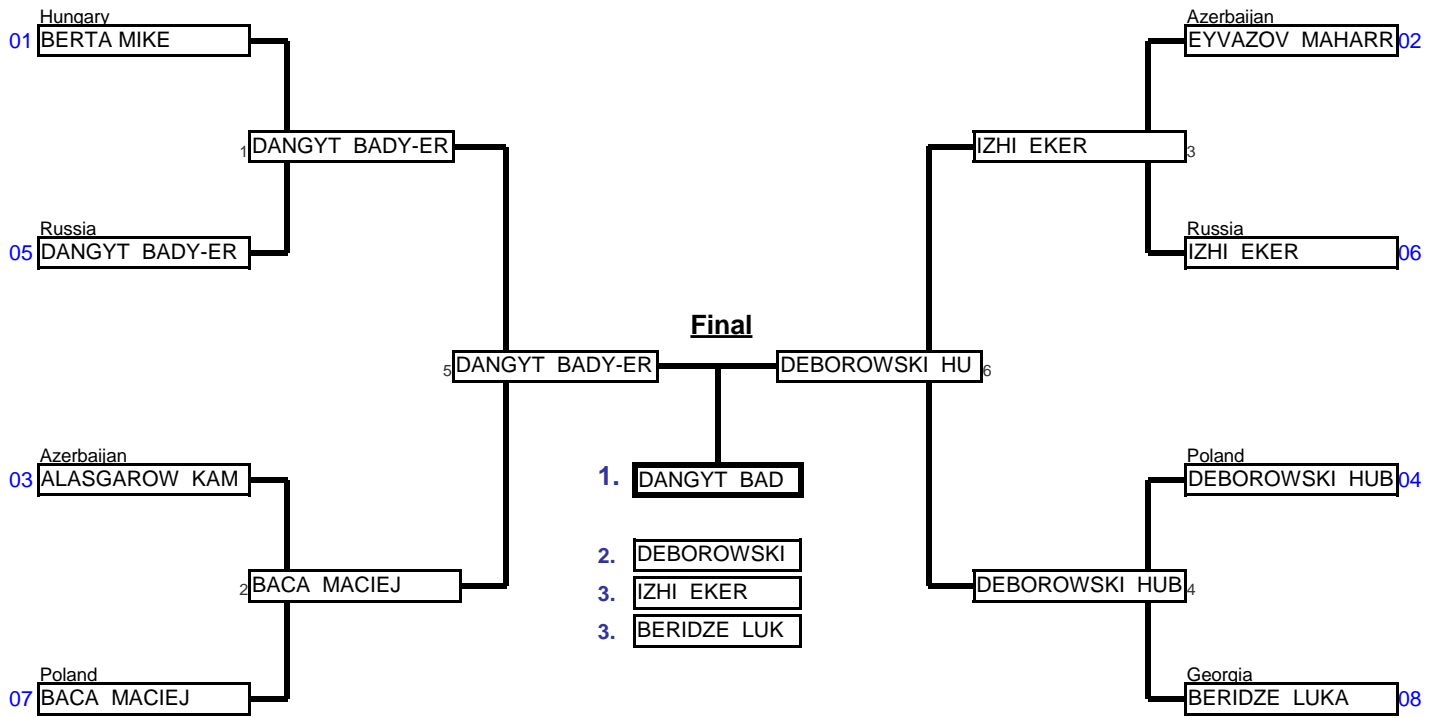 Hungary
01 BERTA MIKE
Azerbaijan
EYVAZOV MAHARR 02
1 DANGYT BADY-ER
IZHI EKER 3
Russia
05 DANGYT BADY-ER
Russia
IZHI EKER 06
Final
5 DANGYT BADY-ER
DEBOROWSKI HU 6
Azerbaijan
03 ALASGAROW KAM
1. DANGYT BAD
Poland
DEBOROWSKI HUB 04
2. DEBOROWSKI
2 BACA MACIEJ
3. IZHI EKER
DEBOROWSKI HUB 4
3. BERIDZE LUK
Poland
07 BACA MACIEJ
Georgia
BERIDZE LUKA 08